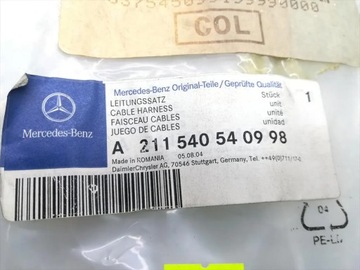 COL
Mercedes-Benz
Mercedes-Benz Original-Teile/Geprüfte Qualität
LEITUNGSSATZ Stück 1
CABLE HARNESS unit
FAISCEAU CABLES unité
JUEGO DE CABLES unidad
A 211 540 54 09 98
Made in ROMANIA 05.08.04
DaimlerChrysler AG, 70546 Stuttgart, Germany, Tel.
04